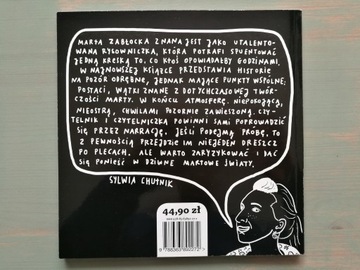 MARTA ZABŁOCKA ZNANA JEST JAKO UTALENTO-
WANA RYSOWNICZKA, KTÓRA POTRAFI SPUENTOWAĆ
JEDNĄ KRESKĄ TO, CO KTOŚ OPOWIADAŁBY GODZINAMI.
W NAJNOWSZEJ KSIĄŻCE PRZEDSTAWIA HISTORIE
NA POZÓR ODRĘBNE, JEDNAK MAJĄCE PUNKTY WSPÓLNE:
POSTACI, WĄTKI ZNANE Z DOTYCHCZASOWEJ TWÓR-
CZOŚCI MARTY. W KOŃCU ATMOSFERĘ. NIEPOKOJĄCĄ,
NIEOSTRĄ, CHWILAMI POZORNIE ZAWIESZONĄ. CZY-
TELNIK I CZYTELNICZKA POWINNI SAMI POPROWADZIĆ
SIĘ PRZEZ NARRACJĘ. JEŚLI PODEJMĄ PRÓBĘ, TO
Z PEWNOŚCIĄ PRZEJDZIE IM NIEJEDEN DRESZCZ
PO PLECACH. ALE WARTO ZARYZYKOWAĆ I DAĆ
SIĘ PONIEŚĆ W DZIWNE MARTOWE ŚWIATY.
SYLWIA CHUTNIK
44,90 zł
9 788363 892272